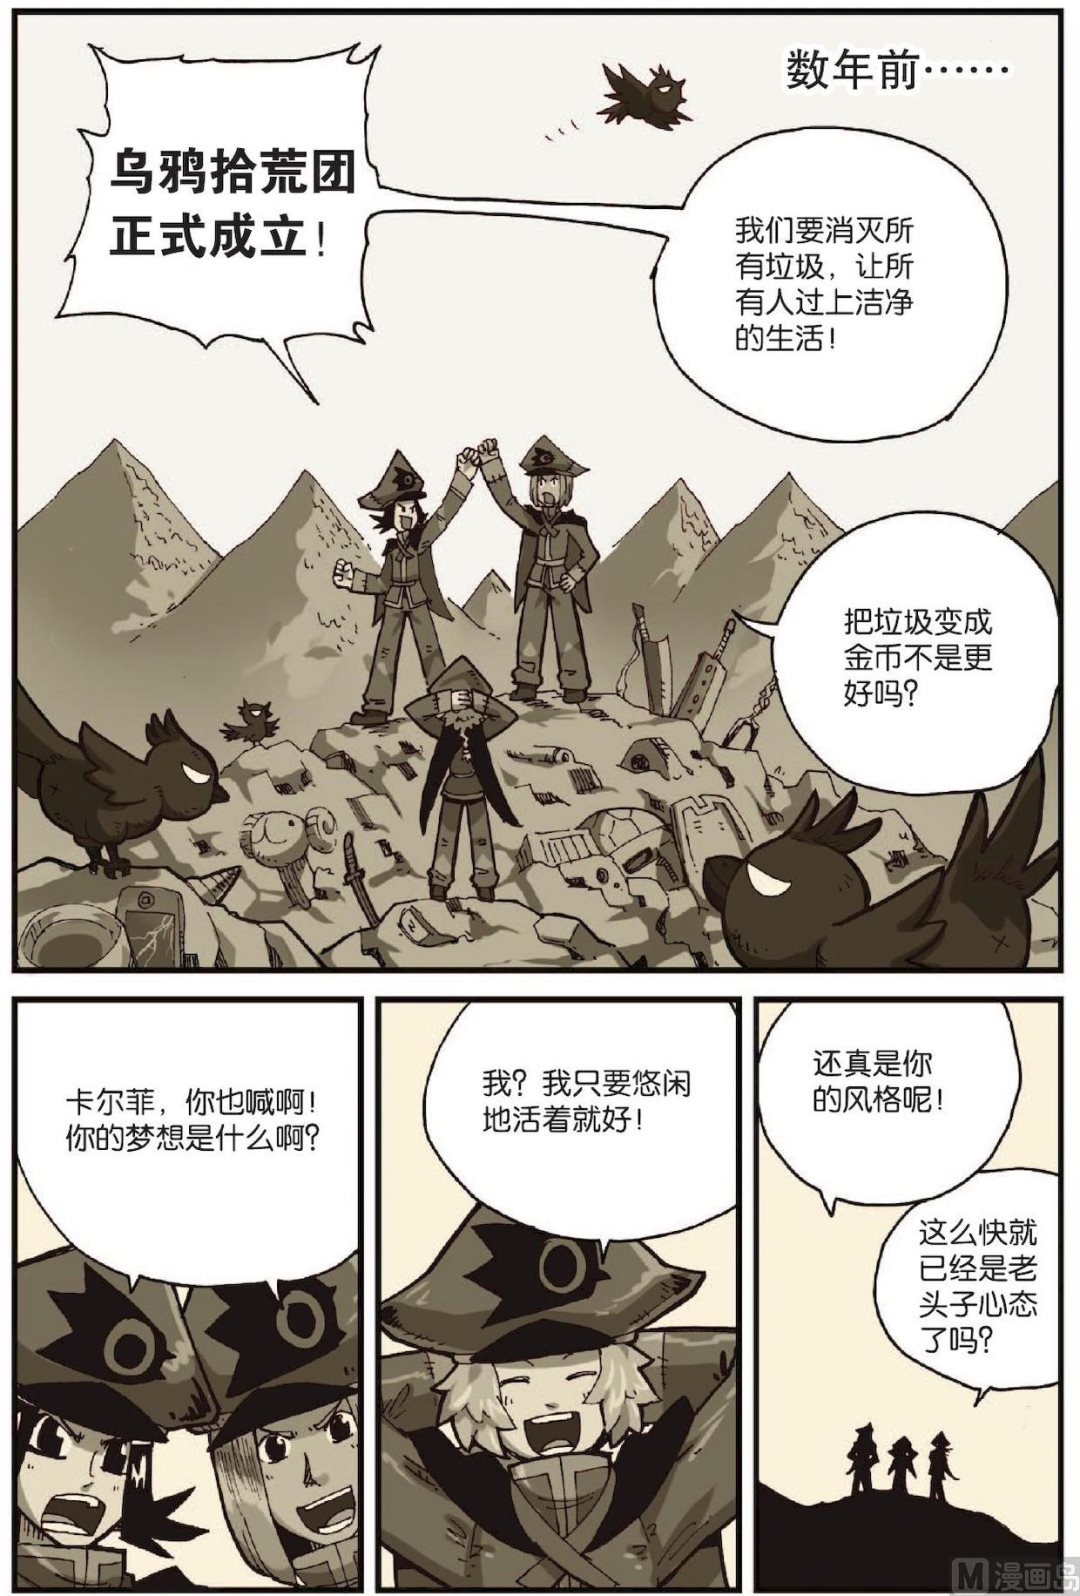 数年前……
乌鸦拾荒团
正式成立！
我们要消灭所
有垃圾，让所
有人过上洁净
的生活！
把垃圾变成
金币不是更
好吗？
卡尔菲，你也喊啊！
你的梦想是什么啊？
我？我只要悠闲
地活着就好！
还真是你
的风格呢！
这么快就
已经是老
头子心态
了吗？
漫画岛